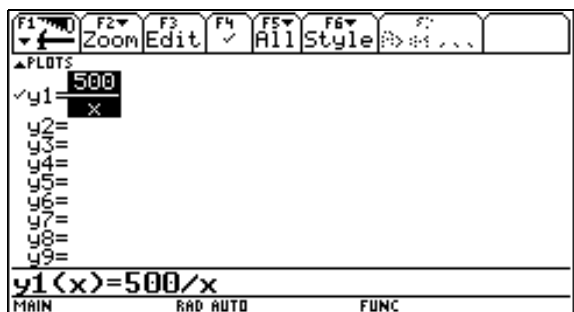 F1 F2 F3 F4 F5 F6
Zoom Edit ✓ All Style
PLOTS
✓y1=500/x
y2=
y3=
y4=
y5=
y6=
y7=
y8=
y9=
y1(x)=500/x
MAIN RAD AUTO FUNC